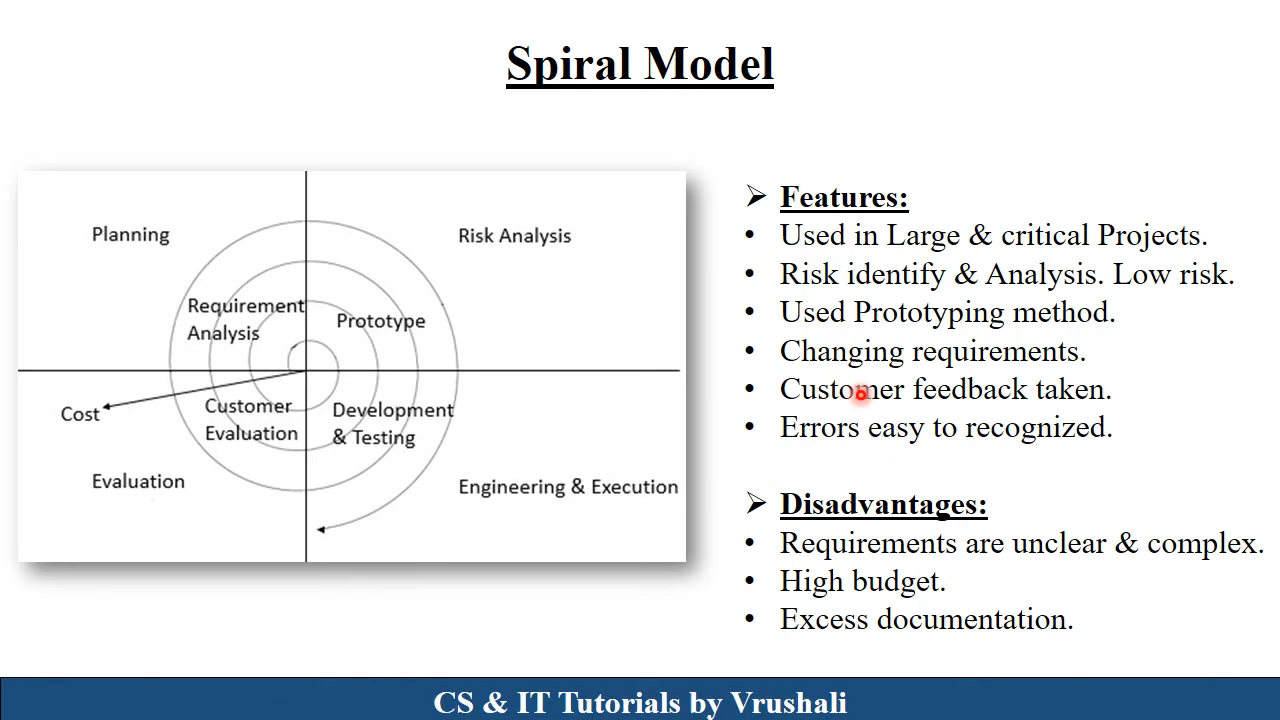 Spiral Model
Planning
Risk Analysis
Requirement
Analysis
Prototype
Cost
Customer
Evaluation
Development
& Testing
Evaluation
Engineering & Execution
Features:
Used in Large & critical Projects.
Risk identify & Analysis. Low risk.
Used Prototyping method.
Changing requirements.
Customer feedback taken.
Errors easy to recognized.
Disadvantages:
Requirements are unclear & complex.
High budget.
Excess documentation.
CS & IT Tutorials by Vrushali